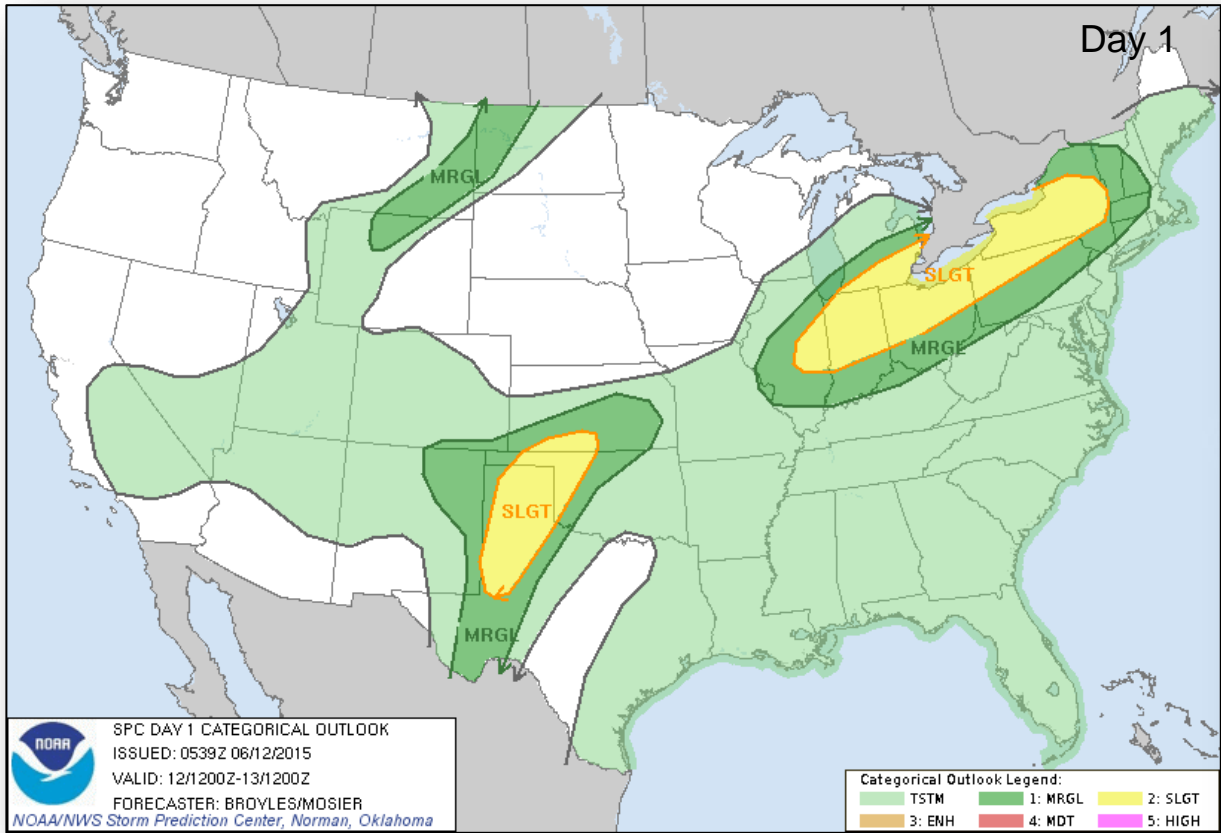 Day 1
MRGL
SLGT
MRGL
SLGT
MRGL
SPC DAY 1 CATEGORICAL OUTLOOK
ISSUED: 0539Z 06/12/2015
VALID: 12/1200Z-13/1200Z
FORECASTER: BROYLES/MOSIER
NOAA/NWS Storm Prediction Center, Norman, Oklahoma
NOAA
Categorical Outlook Legend:
TSTM 1: MRGL 2: SLGT
3: ENH 4: MDT 5: HIGH